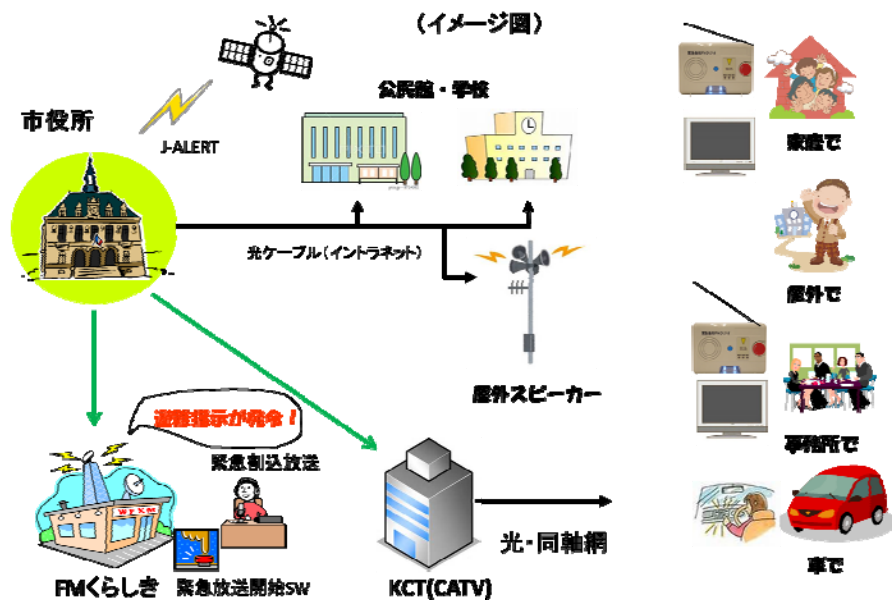 （イメージ図）
公民館・学校
市役所
J-ALERT
家庭で
光ケーブル（イントラネット）
屋外で
屋外スピーカー
避難指示が発令！
緊急割込放送
事務所で
光・同軸網
車で
FMくらしき
緊急放送開始SW
KCT(CATV)